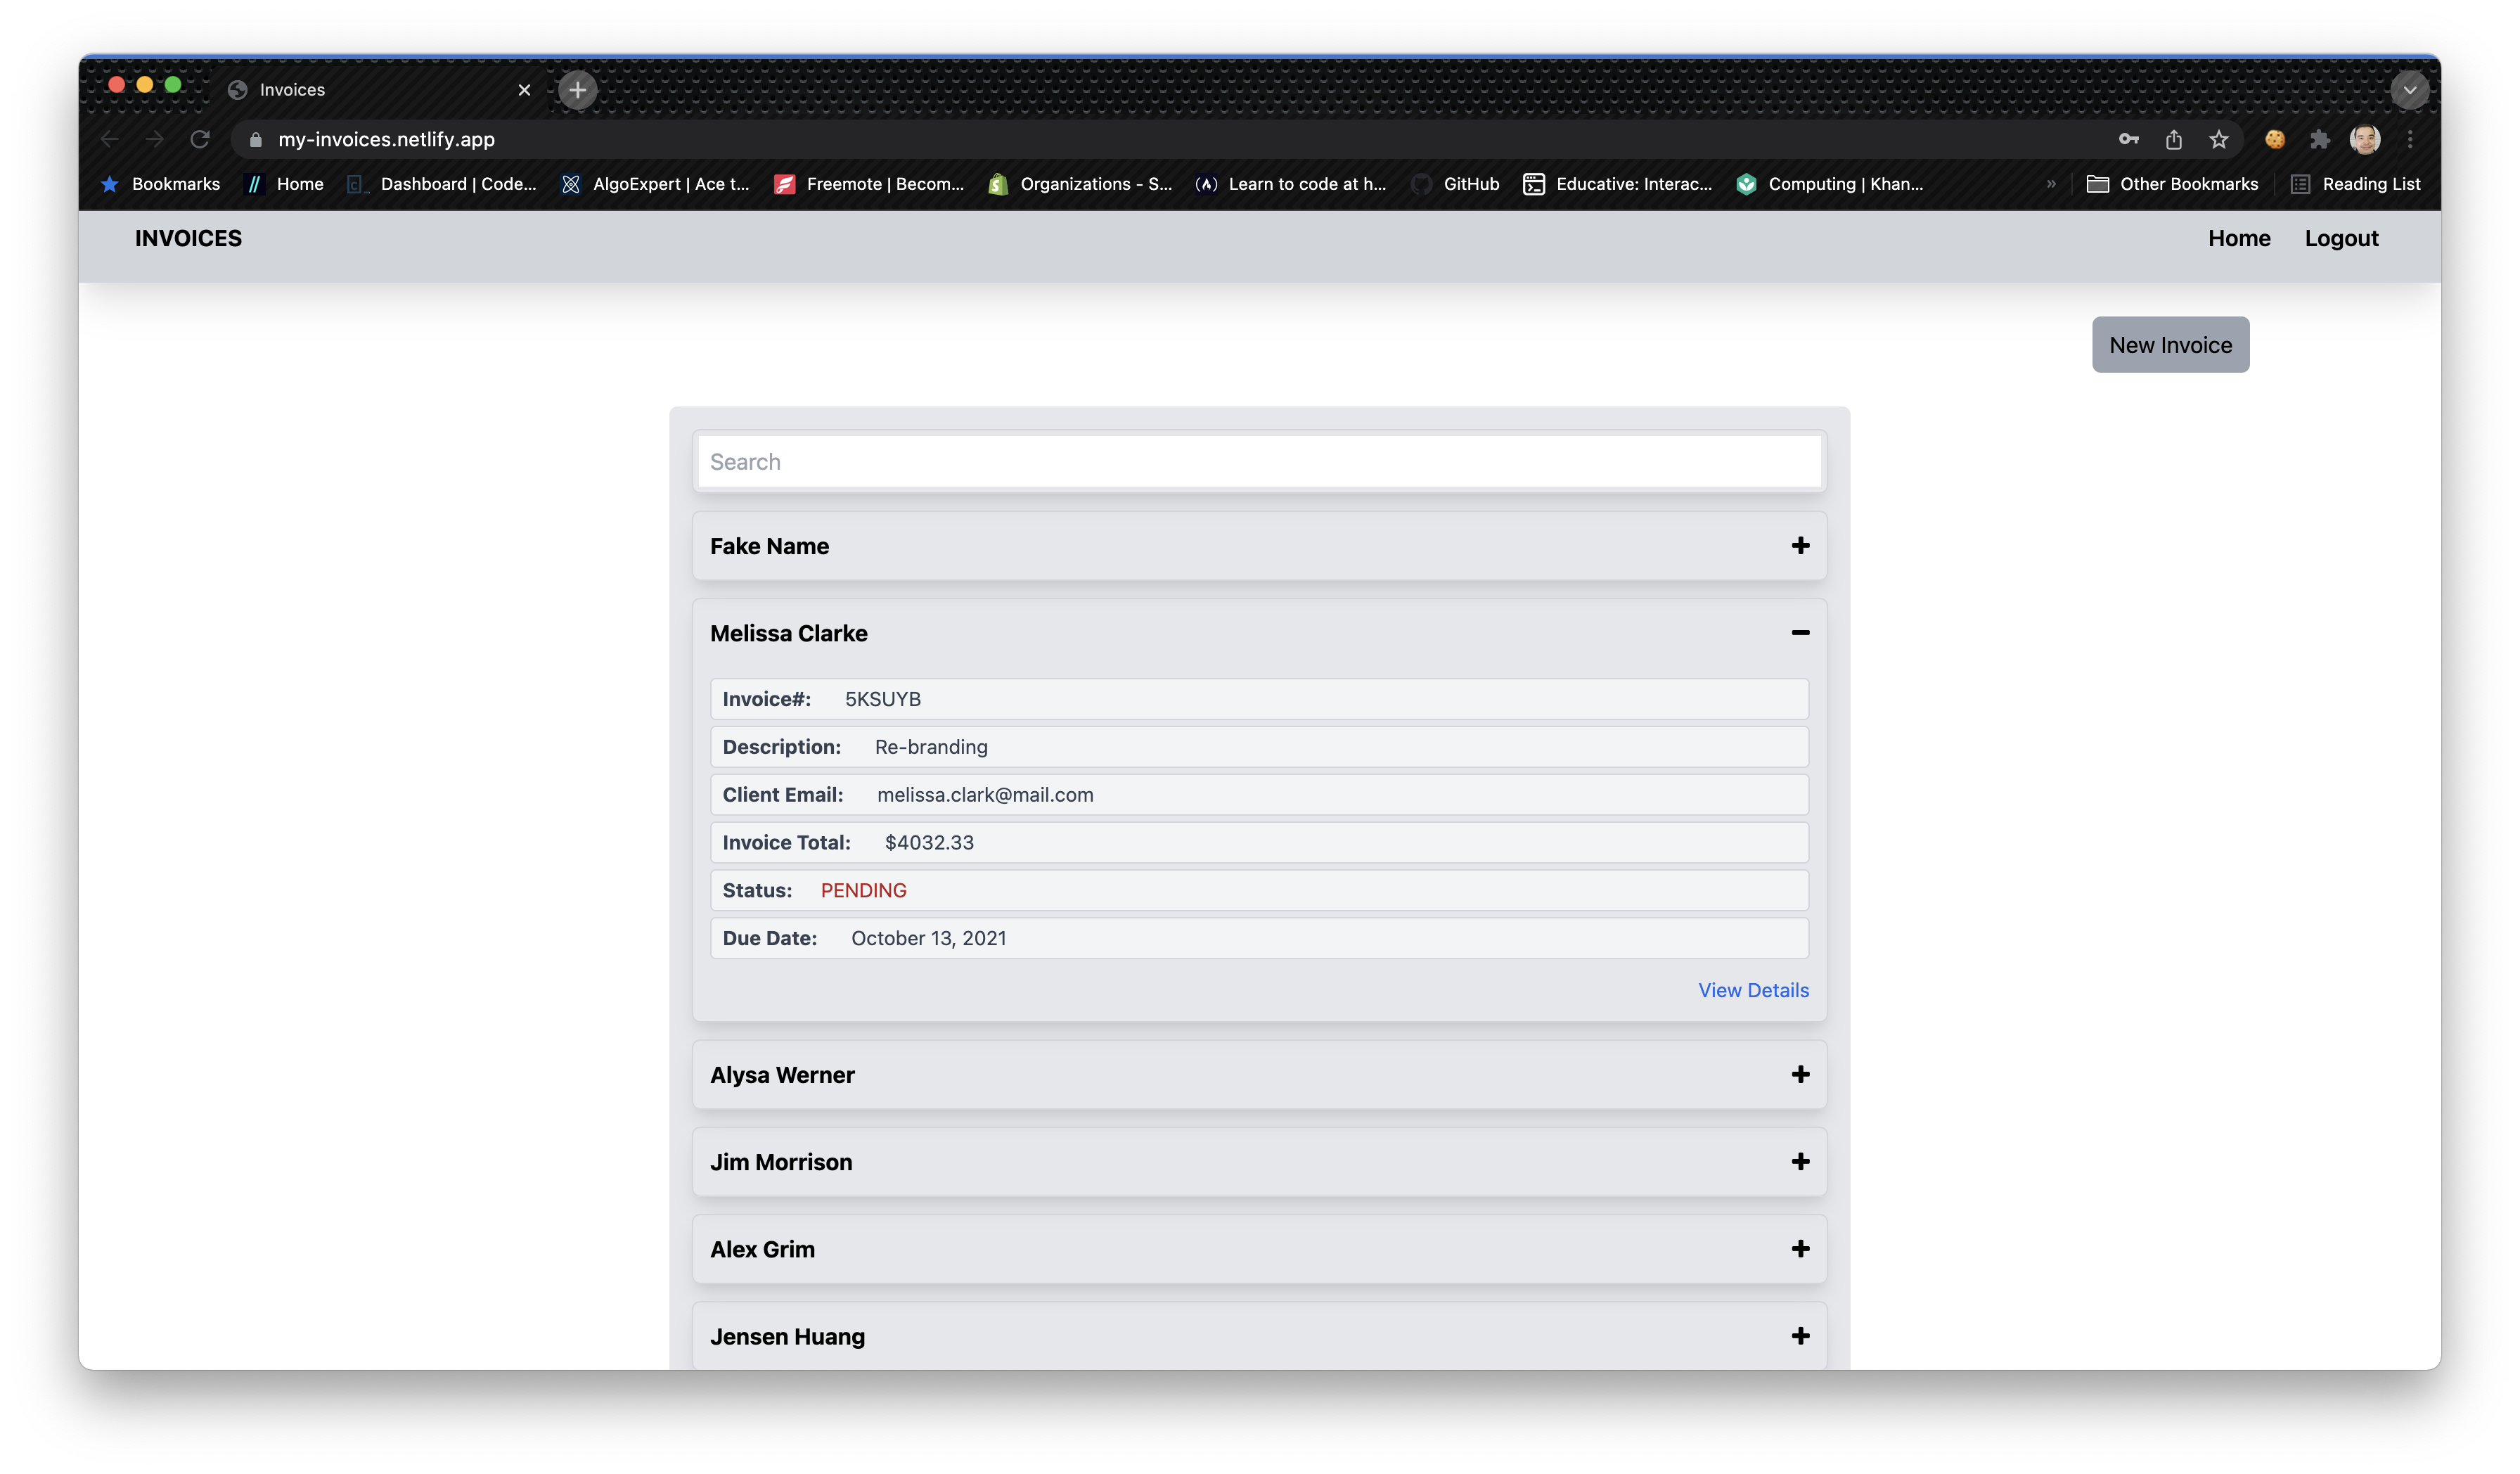 Invoices
my-invoices.netlify.app
Bookmarks Home Dashboard | Code... AlgoExpert | Ace t... Freemote | Becom... Organizations - S... Learn to code at h... GitHub Educative: Interac... Computing | Khan... » Other Bookmarks Reading List
INVOICES Home Logout
New Invoice
Search
Fake Name
Melissa Clarke
Invoice#: 5KSUYB
Description: Re-branding
Client Email: melissa.clark@mail.com
Invoice Total: $4032.33
Status: PENDING
Due Date: October 13, 2021
View Details
Alysa Werner
Jim Morrison
Alex Grim
Jensen Huang